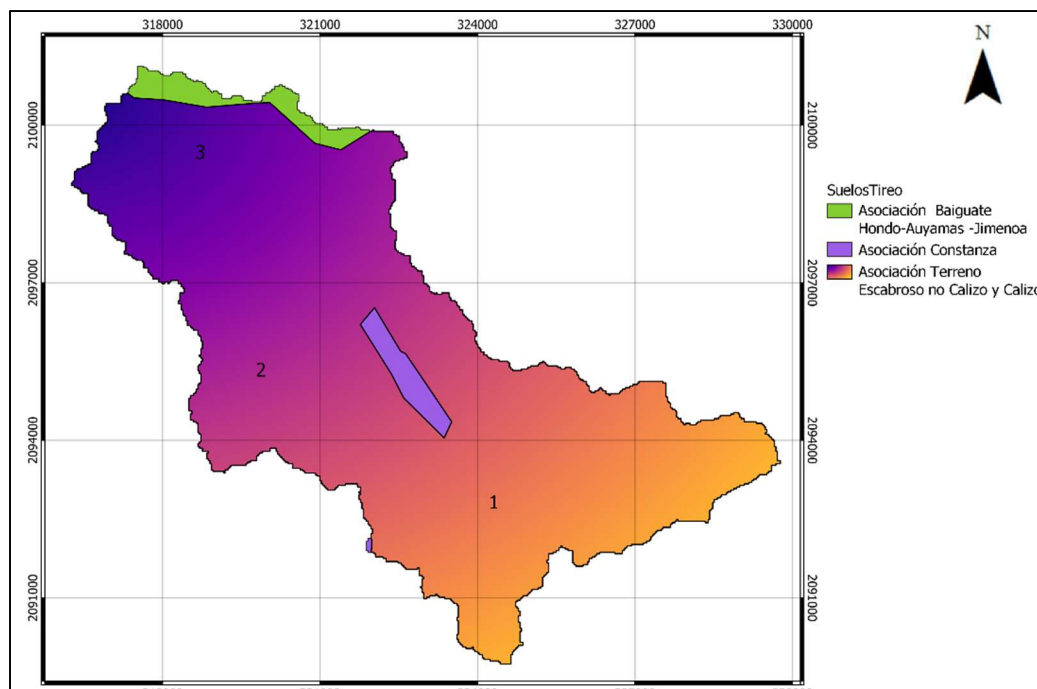 318000 321000 324000 327000 330000
N
2100000 2100000
3
SuelosTireo
Asociación Baiguate
Hondo-Auyamas -Jimenoa
Asociación Constanza
Asociación Terreno
Escabroso no Calizo y Calizo
2097000 2097000
2
2094000 2094000
1
2091000 2091000